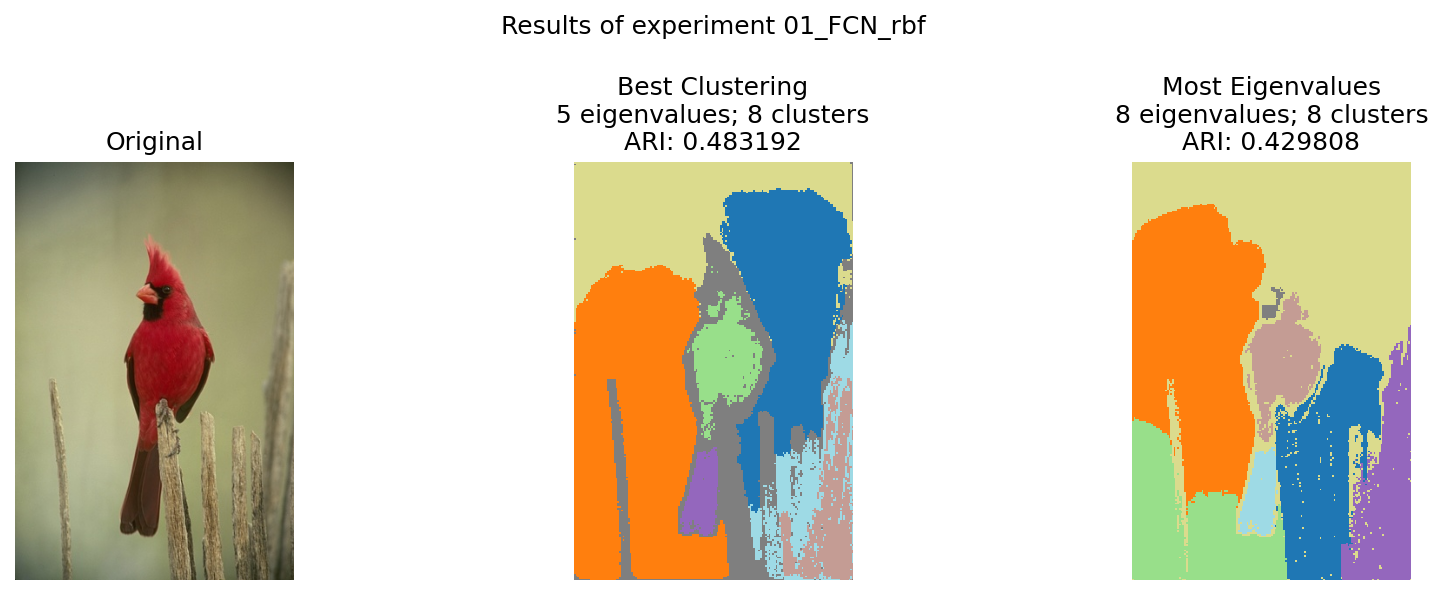 Results of experiment 01_FCN_rbf
Original
Best Clustering
5 eigenvalues; 8 clusters
ARI: 0.483192
Most Eigenvalues
8 eigenvalues; 8 clusters
ARI: 0.429808